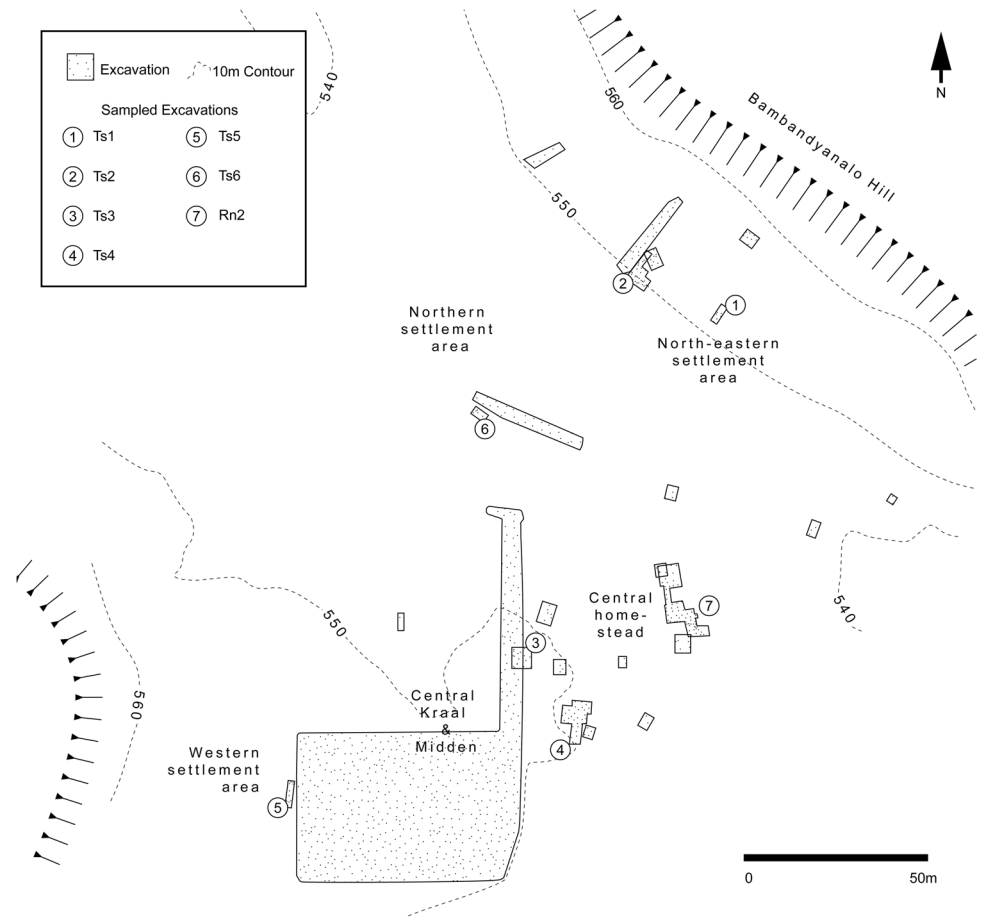 Excavation
10m Contour
Sampled Excavations
1 Ts1
5 Ts5
2 Ts2
6 Ts6
3 Ts3
7 Rn2
4 Ts4
540
560
Bambandyanalo Hill
N
550
2
1
Northern
settlement
area
North-eastern
settlement
area
6
550
540
Central
home-
stead
7
3
560
Central
Kraal
&
Midden
4
Western
settlement
area
5
0
50m